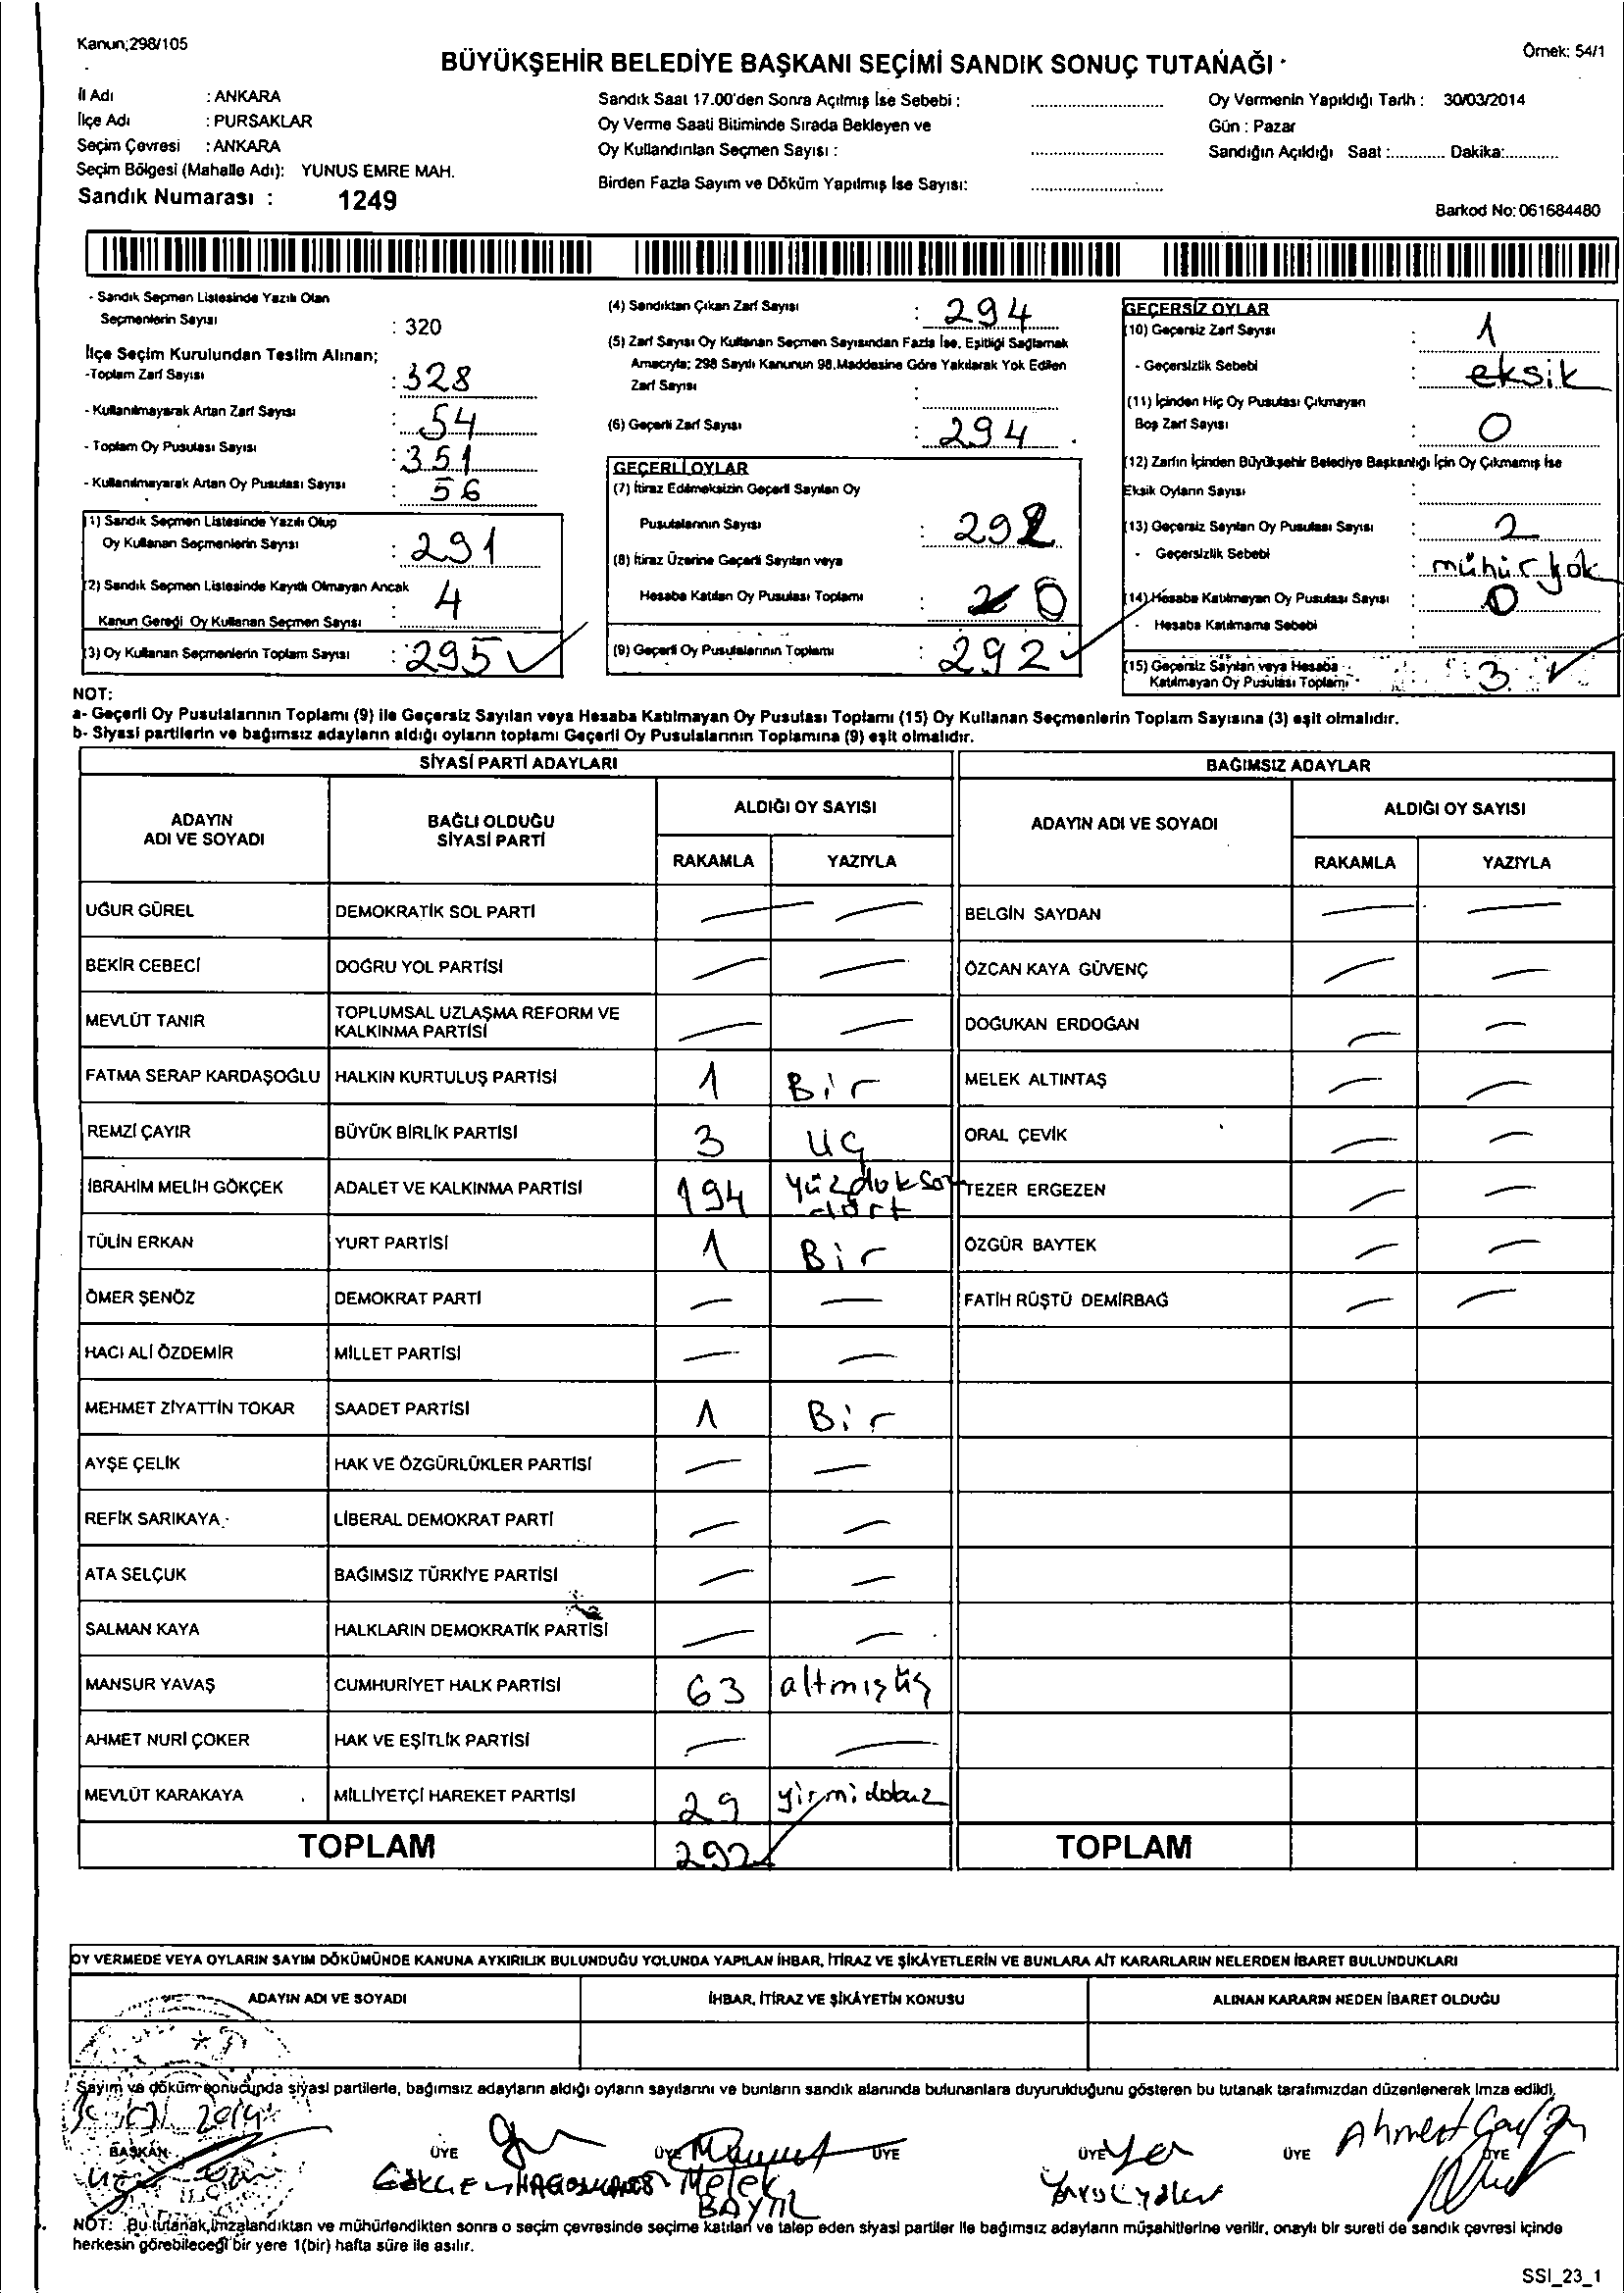 Kanun;298/105
Örnek: 54/1
BÜYÜKŞEHİR BELEDİYE BAŞKANI SEÇİMİ SANDIK SONUÇ TUTANAĞI
İl Adı : ANKARA
İlçe Adı : PURSAKLAR
Seçim Çevresi : ANKARA
Seçim Bölgesi (Mahalle Adı): YUNUS EMRE MAH.
Sandık Numarası : 1249
Sandık Saat 17.00'den Sonra Açılmış İse Sebebi :
Oy Verme Saati Bitiminde Sırada Bekleyen ve
Oy Kullandırılan Seçmen Sayısı :
Birden Fazla Sayım ve Döküm Yapılmış İse Sayısı:
Oy Vermenin Yapıldığı Tarih : 30/03/2014
Gün : Pazar
Sandığın Açıldığı Saat :............ Dakika:............
Barkod No: 061684480
- Sandık Seçmen Listesinde Yazılı Olan
Seçmenlerin Sayısı : 320
İlçe Seçim Kurulundan Teslim Alınan;
-Toplam Zarf Sayısı : 328
- Kullanılmayarak Artan Zarf Sayısı : 54
- Toplam Oy Pusulası Sayısı : 351
- Kullanılmayarak Artan Oy Pusulası Sayısı : 56
(1) Sandık Seçmen Listesinde Yazılı Olup
Oy Kullanan Seçmenlerin Sayısı : 291
(2) Sandık Seçmen Listesinde Kayıtlı Olmayan Ancak
Kanun Gereği Oy Kullanan Seçmen Sayısı : 4
(3) Oy Kullanan Seçmenlerin Toplam Sayısı : 295
(4) Sandıktan Çıkan Zarf Sayısı : 294
(5) Zarf Sayısı Oy Kullanan Seçmen Sayısından Fazla İse, Eşitliği Sağlamak
Amacıyla; 298 Sayılı Kanunun 98.Maddesine Göre Yakılarak Yok Edilen
Zarf Sayısı :
(6) Geçerli Zarf Sayısı : 294
GEÇERLİ OYLAR
(7) İtiraz Edilmeksizin Geçerli Sayılan Oy
Pusulalarının Sayısı : 292
(8) İtiraz Üzerine Geçerli Sayılan veya
Hesaba Katılan Oy Pusulası Toplamı : 0
(9) Geçerli Oy Pusulalarının Toplamı : 292
GEÇERSİZ OYLAR
(10) Geçersiz Zarf Sayısı : 1
- Geçersizlik Sebebi : eksik
(11) İçinden Hiç Oy Pusulası Çıkmayan
Boş Zarf Sayısı : 0
(12) Zarfın İçinden Büyükşehir Belediye Başkanlığı İçin Oy Çıkmamış İse
Eksik Oyların Sayısı :
(13) Geçersiz Sayılan Oy Pusulası Sayısı : 2
- Geçersizlik Sebebi : mühür yok
(14) Hesaba Katılmayan Oy Pusulası Sayısı : 0
- Hesaba Katılmama Sebebi :
(15) Geçersiz Sayılan veya Hesaba
Katılmayan Oy Pusulası Toplamı : 3
NOT:
a- Geçerli Oy Pusulalarının Toplamı (9) ile Geçersiz Sayılan veya Hesaba Katılmayan Oy Pusulası Toplamı (15) Oy Kullanan Seçmenlerin Toplam Sayısına (3) eşit olmalıdır.
b- Siyasi partilerin ve bağımsız adayların aldığı oyların toplamı Geçerli Oy Pusulalarının Toplamına (9) eşit olmalıdır.
SİYASİ PARTİ ADAYLARI
ADAYIN ADI VE SOYADI
BAĞLI OLDUĞU SİYASİ PARTİ
ALDIĞI OY SAYISI
RAKAMLA YAZIYLA
UĞUR GÜREL DEMOKRATİK SOL PARTİ — —
BEKİR CEBECİ DOĞRU YOL PARTİSİ — —
MEVLÜT TANIR TOPLUMSAL UZLAŞMA REFORM VE KALKINMA PARTİSİ — —
FATMA SERAP KARDAŞOĞLU HALKIN KURTULUŞ PARTİSİ 1 Bir
REMZİ ÇAYIR BÜYÜK BİRLİK PARTİSİ 3 üç
İBRAHİM MELİH GÖKÇEK ADALET VE KALKINMA PARTİSİ 194 yüzdoksan dört
TÜLİN ERKAN YURT PARTİSİ 1 Bir
ÖMER ŞENÖZ DEMOKRAT PARTİ — —
HACI ALİ ÖZDEMİR MİLLET PARTİSİ — —
MEHMET ZİYATTİN TOKAR SAADET PARTİSİ 1 Bir
AYŞE ÇELİK HAK VE ÖZGÜRLÜKLER PARTİSİ — —
REFİK SARIKAYA LİBERAL DEMOKRAT PARTİ — —
ATA SELÇUK BAĞIMSIZ TÜRKİYE PARTİSİ — —
SALMAN KAYA HALKLARIN DEMOKRATİK PARTİSİ — —
MANSUR YAVAŞ CUMHURİYET HALK PARTİSİ 63 altmışüç
AHMET NURİ ÇOKER HAK VE EŞİTLİK PARTİSİ — —
MEVLÜT KARAKAYA MİLLİYETÇİ HAREKET PARTİSİ 29 yirmidokuz
TOPLAM 292
BAĞIMSIZ ADAYLAR
ADAYIN ADI VE SOYADI
ALDIĞI OY SAYISI
RAKAMLA YAZIYLA
BELGİN SAYDAN — —
ÖZCAN KAYA GÜVENÇ — —
DOĞUKAN ERDOĞAN — —
MELEK ALTINTAŞ — —
ORAL ÇEVİK — —
TEZER ERGEZEN — —
ÖZGÜR BAYTEK — —
FATİH RÜŞTÜ DEMİRBAĞ — —
TOPLAM
OY VERMEDE VEYA OYLARIN SAYIM DÖKÜMÜNDE KANUNA AYKIRILIK BULUNDUĞU YOLUNDA YAPILAN İHBAR, İTİRAZ VE ŞİKÂYETLERİN VE BUNLARA AİT KARARLARIN NELERDEN İBARET BULUNDUKLARI
ADAYIN ADI VE SOYADI İHBAR, İTİRAZ VE ŞİKÂYETİN KONUSU ALINAN KARARIN NEDEN İBARET OLDUĞU
Sayım ve döküm sonucunda siyasi partilerle, bağımsız adayların aldığı oyların sayılarını ve bunların sandık alanında bulunanlara duyurulduğunu gösteren bu tutanak tarafımızdan düzenlenerek imza edildi.
2014
BAŞKAN ÜYE ÜYE ÜYE ÜYE ÜYE ÜYE
Ahmet
Melek
BAYTİL
NOT: Bu tutanak,imzalandıktan ve mühürlendikten sonra o seçim çevresinde seçime katılan ve talep eden siyasi partiler ile bağımsız adayların müşahitlerine verilir, onaylı bir sureti de sandık çevresi içinde
herkesin görebileceği bir yere 1(bir) hafta süre ile asılır.
SSI_23_1